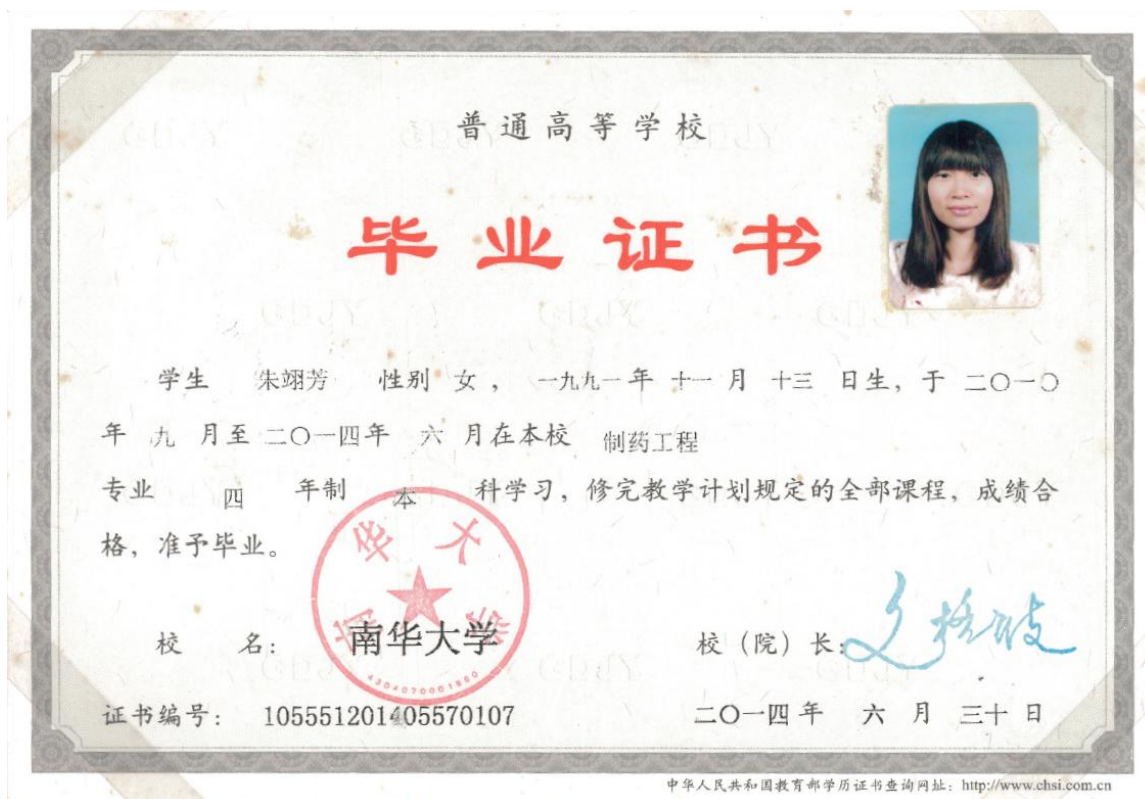 普通高等学校
毕业证书
学生 朱翊芳 性别 女 ，一九九一年 十一 月 十三 日生，于 二〇一〇
年 九 月至 二〇一四年 六 月在本校 制药工程
专业 四 年制 本 科学习，修完教学计划规定的全部课程，成绩合
格，准予毕业。
南华大学
4304070001860
校 名： 南华大学 校（院）长：
证书编号： 105551201405570107 二〇一四 年 六 月 三十 日
中华人民共和国教育部学历证书查询网址：http://www.chsi.com.cn